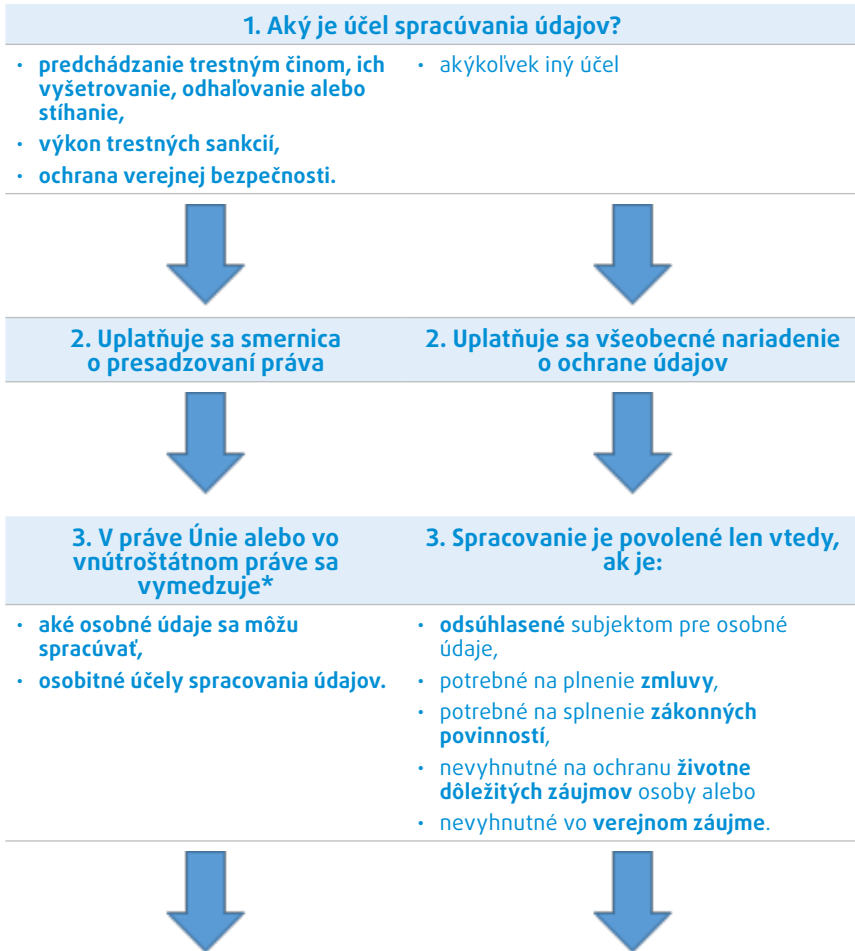 1. Aký je účel spracúvania údajov?
• predchádzanie trestným činom, ich
vyšetrovanie, odhaľovanie alebo
stíhanie,
• výkon trestných sankcií,
• ochrana verejnej bezpečnosti.
• akýkoľvek iný účel
2. Uplatňuje sa smernica
o presadzovaní práva
2. Uplatňuje sa všeobecné nariadenie
o ochrane údajov
3. V práve Únie alebo vo
vnútroštátnom práve sa
vymedzuje*
• aké osobné údaje sa môžu
spracúvať,
• osobitné účely spracovania údajov.
3. Spracovanie je povolené len vtedy,
ak je:
• odsúhlasené subjektom pre osobné
údaje,
• potrebné na plnenie zmluvy,
• potrebné na splnenie zákonných
povinností,
• nevyhnutné na ochranu životne
dôležitých záujmov osoby alebo
• nevyhnutné vo verejnom záujme.